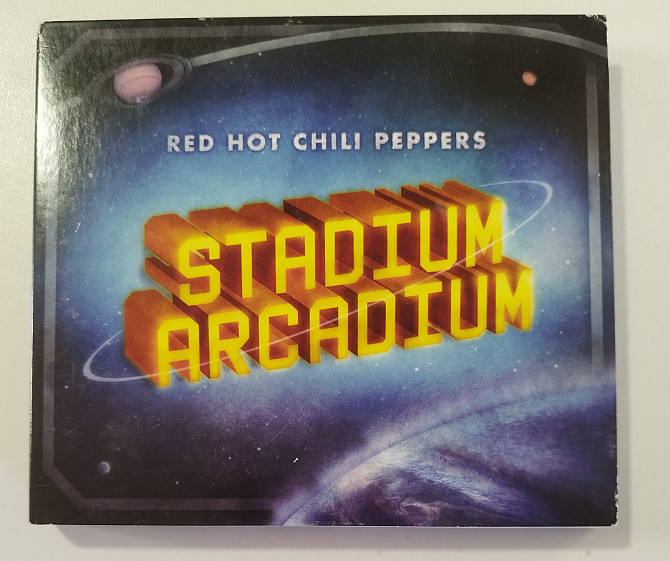 RED HOT CHILI PEPPERS
STADIUM
ARCADIUM